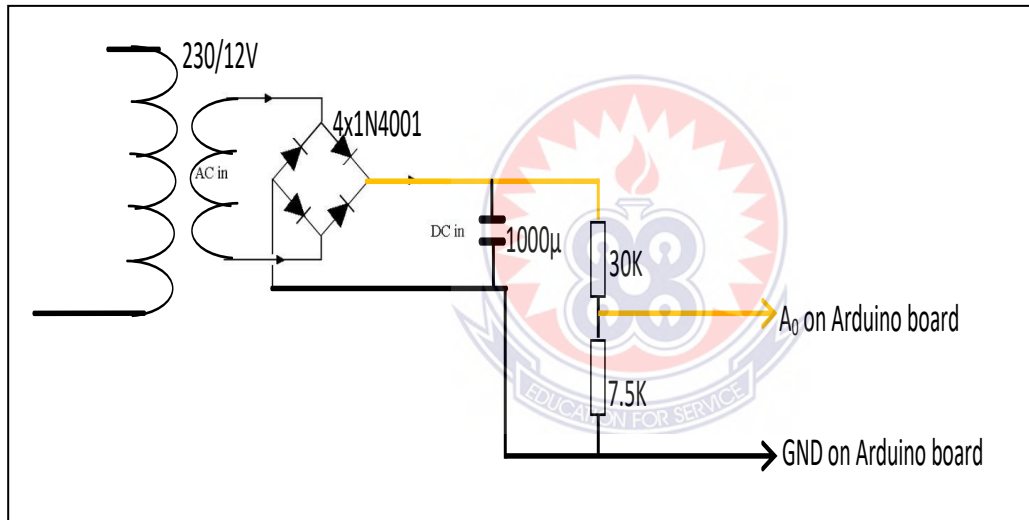 230/12V
4x1N4001
AC in
DC in
1000µ
30K
A₀ on Arduino board
7.5K
EDUCATION FOR SERVICE
GND on Arduino board